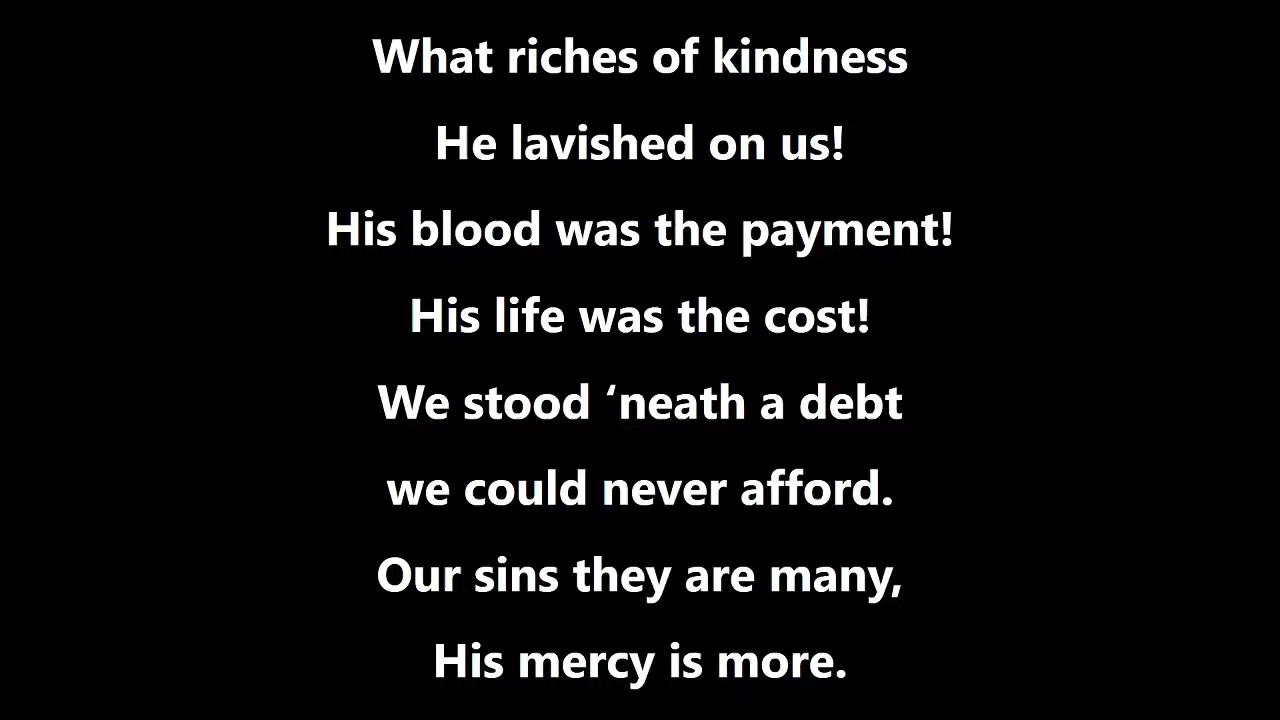 What riches of kindness
He lavished on us!
His blood was the payment!
His life was the cost!
We stood ‘neath a debt
we could never afford.
Our sins they are many,
His mercy is more.